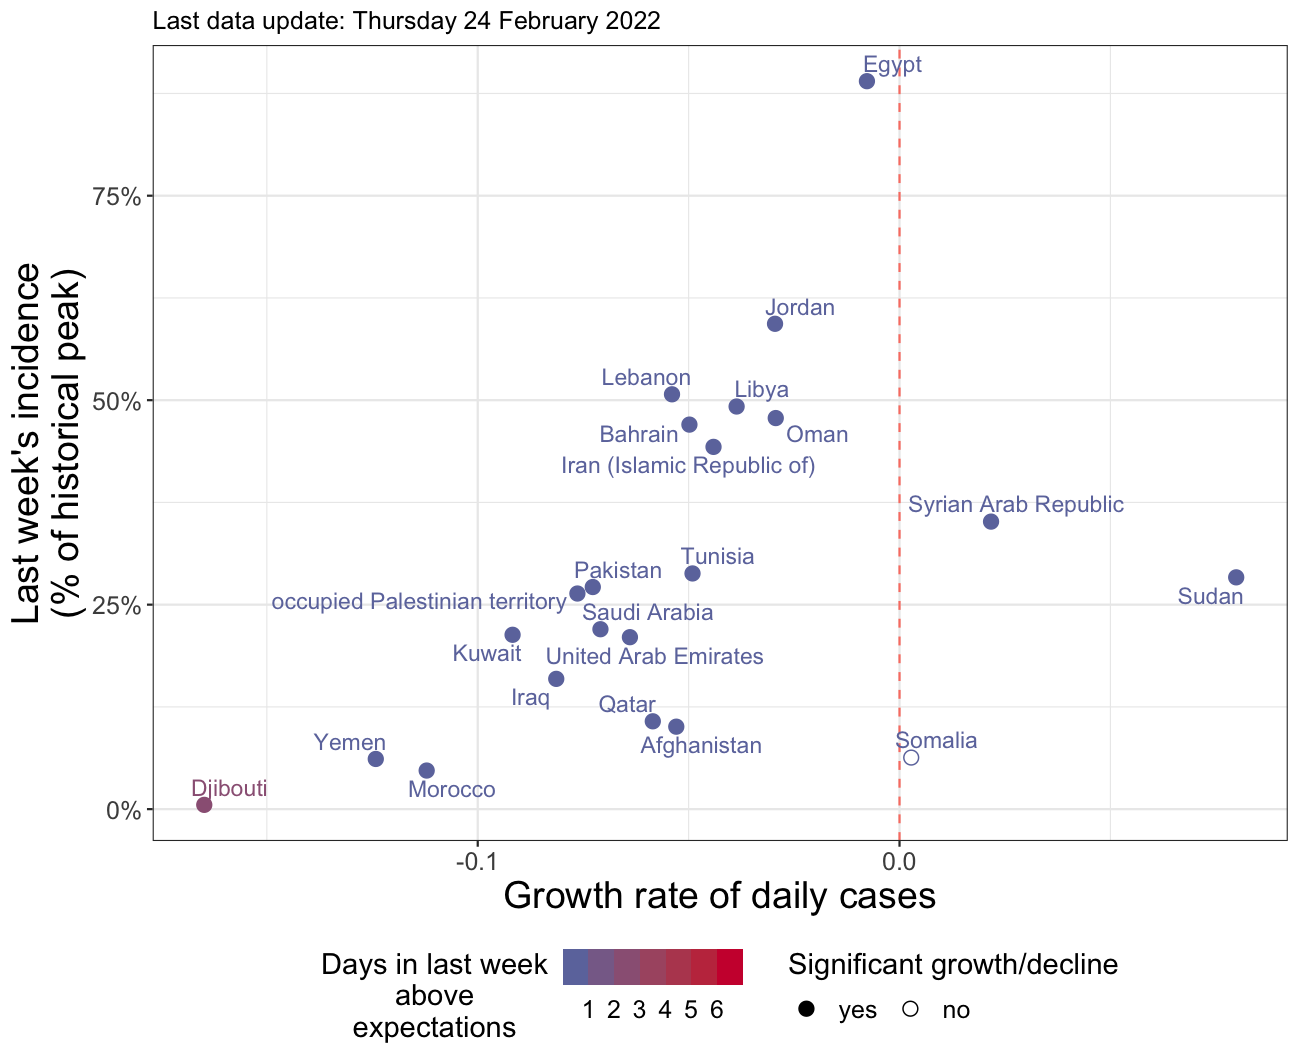 Last data update: Thursday 24 February 2022
Egypt
75%
Jordan
Lebanon
Libya
50%
Bahrain
Oman
Iran (Islamic Republic of)
Syrian Arab Republic
Tunisia
Pakistan
Sudan
occupied Palestinian territory
25%
Saudi Arabia
Kuwait
United Arab Emirates
Iraq
Qatar
Afghanistan
Somalia
Yemen
Morocco
Djibouti
0%
Last week's incidence
(% of historical peak)
-0.1
0.0
Growth rate of daily cases
Days in last week
above
expectations
1 2 3 4 5 6
Significant growth/decline
yes
no